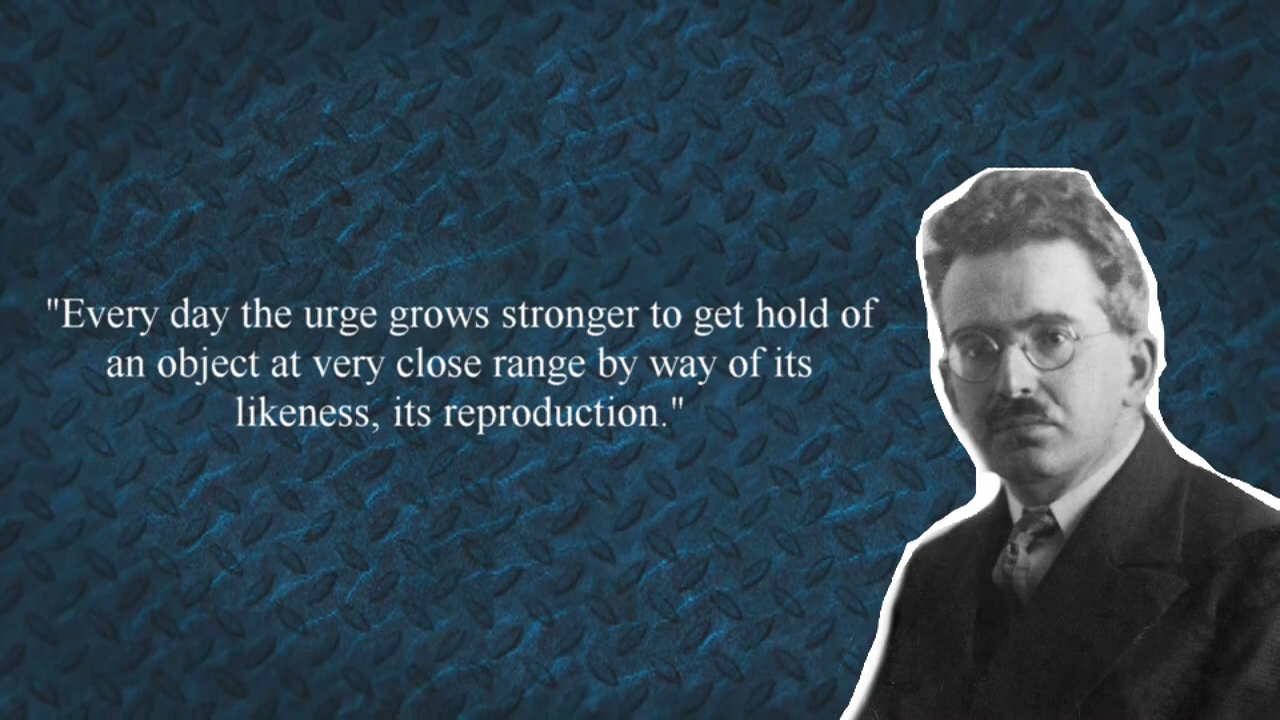 "Every day the urge grows stronger to get hold of
an object at very close range by way of its
likeness, its reproduction."